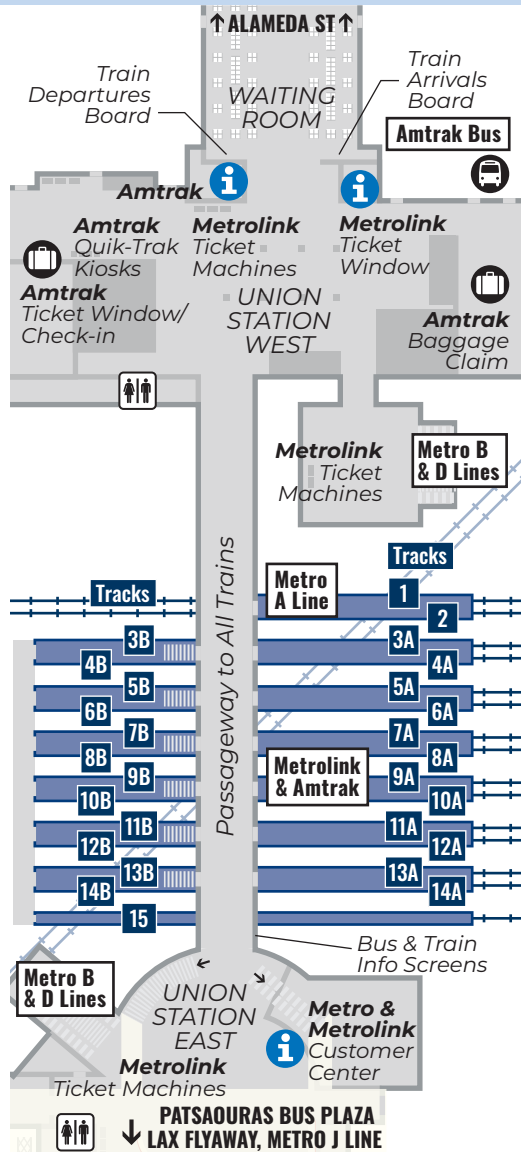 ↑ ALAMEDA ST ↑
Train
Departures
Board
WAITING
ROOM
Train
Arrivals
Board
Amtrak Bus
Amtrak
Amtrak
Quik-Trak
Kiosks
Metrolink
Ticket
Machines
Metrolink
Ticket
Window
Amtrak
Ticket Window/
Check-in
UNION
STATION
WEST
Amtrak
Baggage
Claim
Metrolink
Ticket
Machines
Metro B
& D Lines
Passageway to All Trains
Tracks
Tracks
Metro
A Line
1
2
3B
3A
4B
4A
5B
5A
6B
6A
7B
7A
8B
8A
Metrolink
& Amtrak
9B
9A
10B
10A
11B
11A
12B
12A
13B
13A
14B
14A
15
Bus & Train
Info Screens
Metro B
& D Lines
UNION
STATION
EAST
Metro &
Metrolink
Customer
Center
Metrolink
Ticket Machines
↓ PATSAOURAS BUS PLAZA
LAX FLYAWAY, METRO J LINE